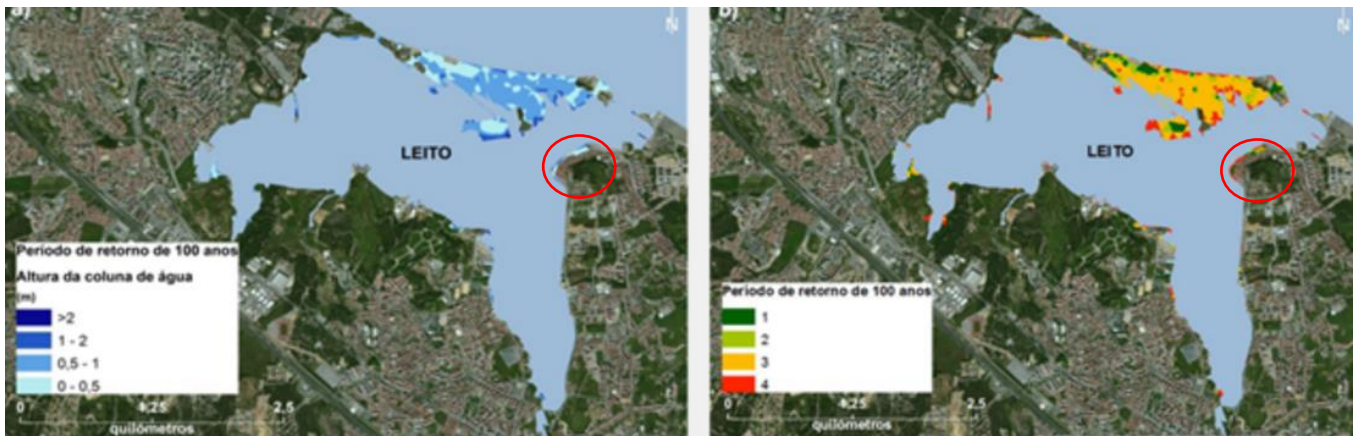 a)
N
LEITO
Período de retorno de 100 anos
Altura da coluna de água
(m)
>2
1 - 2
0,5 - 1
0 - 0,5
0 4,25 2,5
quilómetros
b)
N
LEITO
Período de retorno de 100 anos
1
2
3
4
0 4,25 2,5
quilómetros